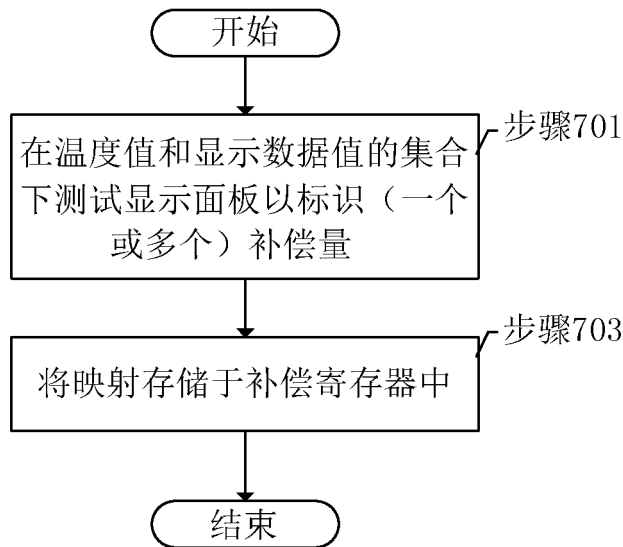 开始
步骤701
在温度值和显示数据值的集合
下测试显示面板以标识（一个
或多个）补偿量
步骤703
将映射存储于补偿寄存器中
结束